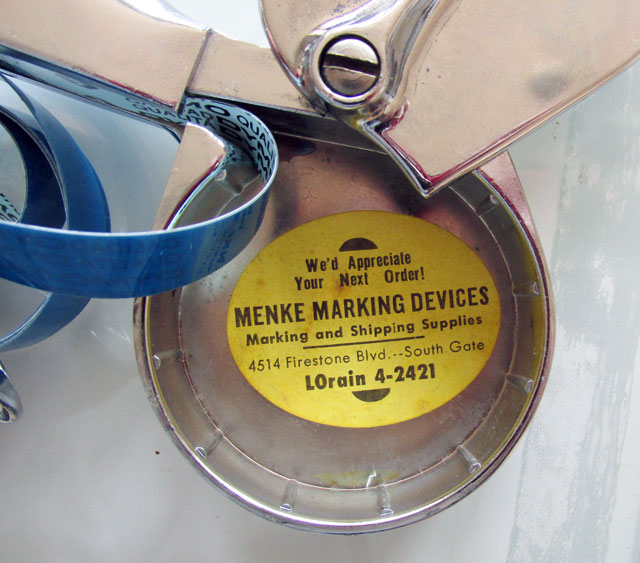 QUALI
We'd Appreciate
Your Next Order!
MENKE MARKING DEVICES
Marking and Shipping Supplies
4514 Firestone Blvd.---South Gate
LOrain 4-2421